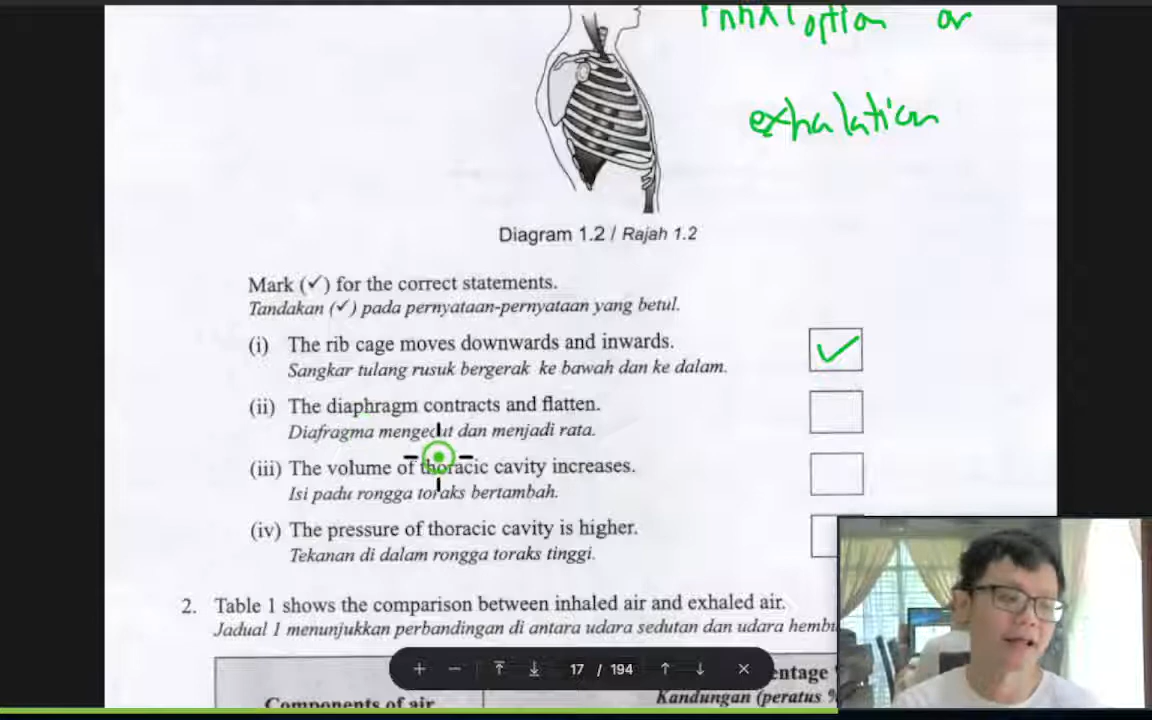 inhalation or
exhalation
Diagram 1.2 / Rajah 1.2
Mark (✓) for the correct statements.
Tandakan (✓) pada pernyataan-pernyataan yang betul.
(i) The rib cage moves downwards and inwards. ✓
Sangkar tulang rusuk bergerak ke bawah dan ke dalam.
(ii) The diaphragm contracts and flatten.
Diafragma mengecut dan menjadi rata.
(iii) The volume of thoracic cavity increases.
Isi padu rongga toraks bertambah.
(iv) The pressure of thoracic cavity is higher.
Tekanan di dalam rongga toraks tinggi.
2. Table 1 shows the comparison between inhaled air and exhaled air.
Jadual 1 menunjukkan perbandingan di antara udara sedutan dan udara
17 / 194
Components of air
Kandungan (peratus %